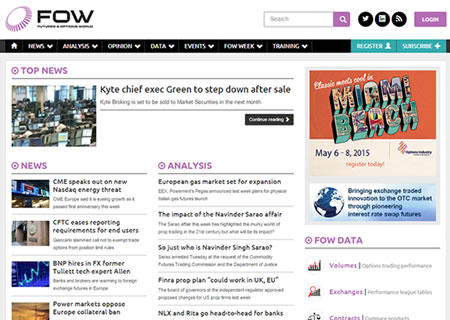 FOW
FUTURES & OPTIONS WORLD
Search
LOGIN
NEWS
ANALYSIS
OPINION
DATA
EVENTS
FOW WEEK
TRAINING
REGISTER
SUBSCRIBE +
TOP NEWS
Kyte chief exec Green to step down after sale
Kyte Broking is set to be sold to Market Securities in the next month
Continue reading
NEWS
CME speaks out on new
Nasdaq energy threat
CME Europe said it is eyeing growth as it
passed first anniversary this week
CFTC eases reporting
requirements for end users
Giancarlo slammed call not to exempt trade
options from position limit rules
BNP hires in FX former
Tullett tech expert Allen
Banks and brokers are warming to foreign
exchange futures in Europe
Power markets oppose
Europe collateral ban
ANALYSIS
European gas market set for expansion
EEX, Powernext's Pegas announced last week plans for physical
Italian gas futures launch
The impact of the Navinder Sarao affair
The Sarao affair this week has highlighted the murky world of
prop trading in the 21st century but what will be its impact?
So just who is Navinder Singh Sarao?
Sarao arrested Tuesday at the request of the Commodity
Futures Trading Commission and the Department of Justice
Finra prop plan "could work in UK, EU"
The board of governors at the independent regulator approved
proposed changes to US prop firms last week
NLX and Rita go head-to-head for banks
Classic meets cool in
MIAMI
BEACH
May 6 - 8, 2015
register today!
Options Industry
Bringing exchange traded
innovation to the OTC market
through pioneering
interest rate swap futures
FOW DATA
Volumes | Options trading performance
Exchanges | Performance league tables
Contracts | Compare products